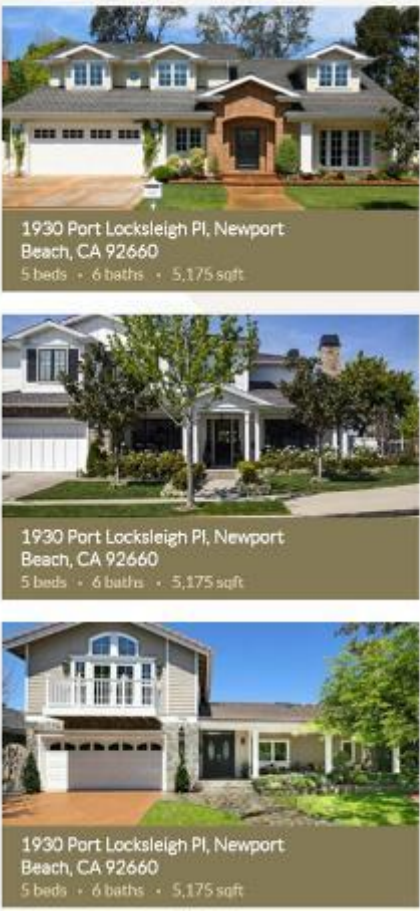 1930 Port Locksleigh Pl, Newport
Beach, CA 92660
5 beds • 6 baths • 5,175 sqft
1930 Port Locksleigh Pl, Newport
Beach, CA 92660
5 beds • 6 baths • 5,175 sqft
1930 Port Locksleigh Pl, Newport
Beach, CA 92660
5 beds • 6 baths • 5,175 sqft